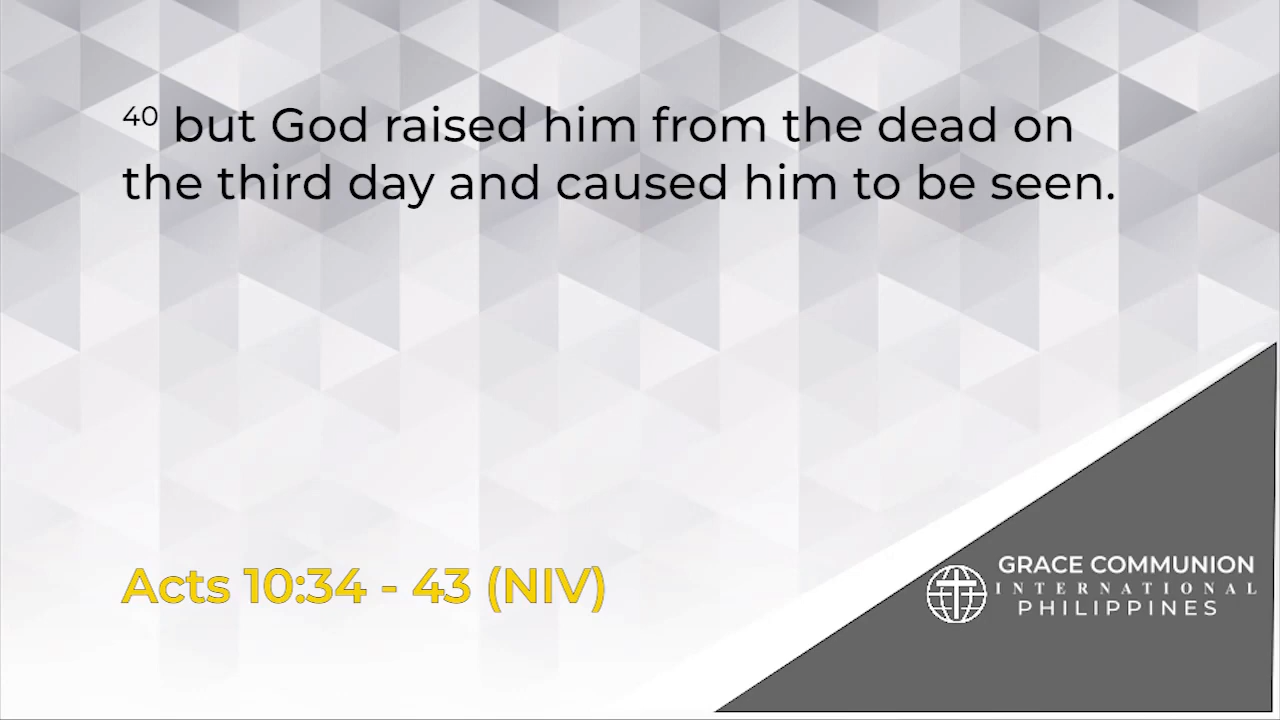 40 but God raised him from the dead on
the third day and caused him to be seen.
Acts 10:34 - 43 (NIV)
GRACE COMMUNION
INTERNATIONAL
PHILIPPINES